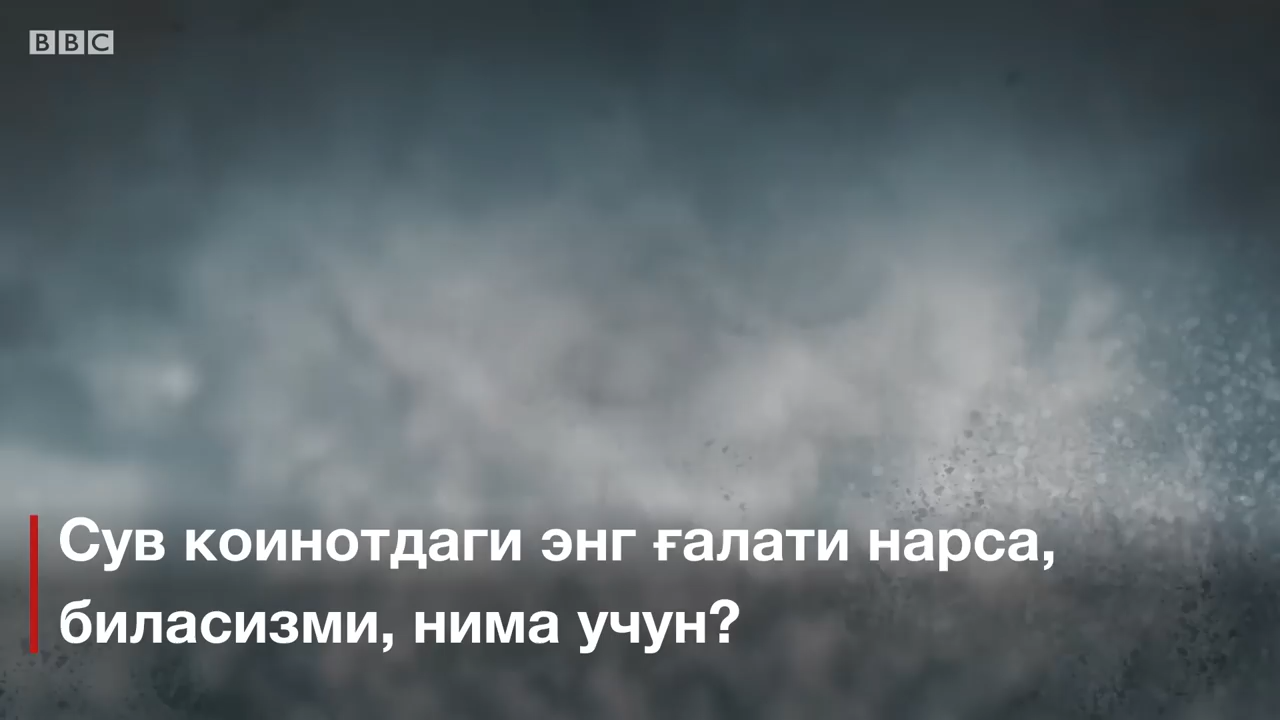 BBC
Сув коинотдаги энг ғалати нарса,
биласизми, нима учун?